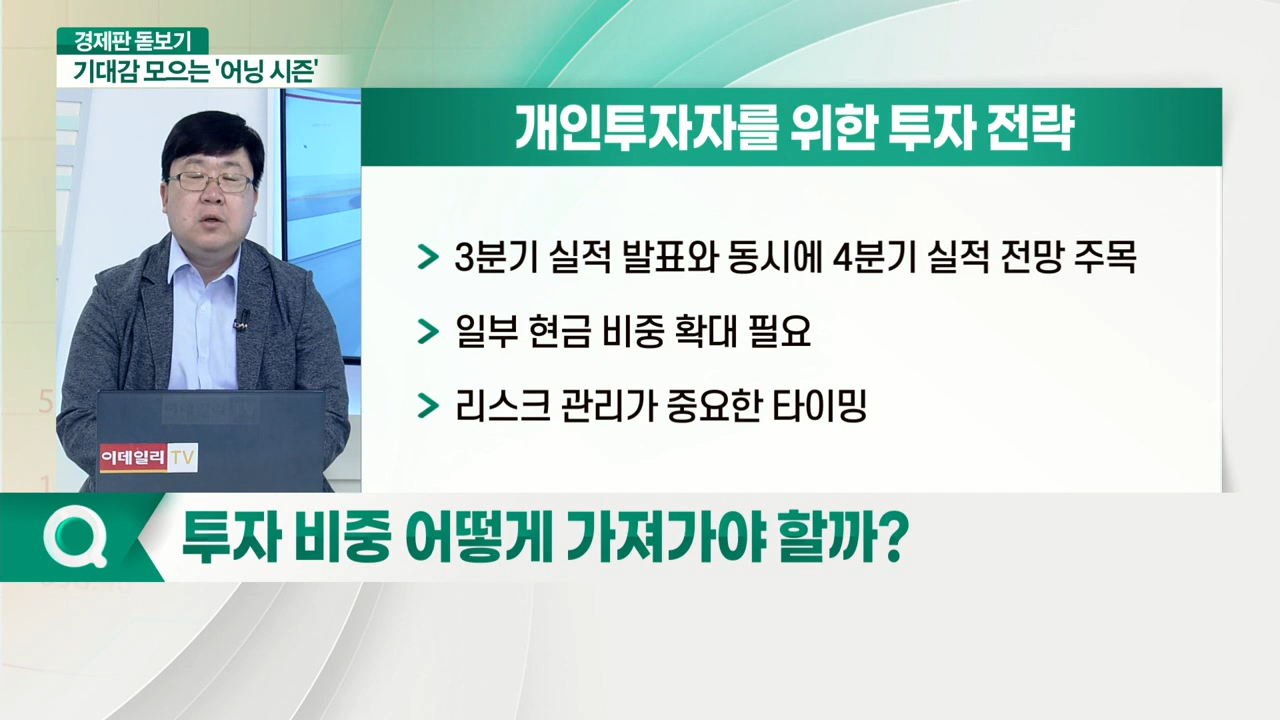 경제판 돋보기
기대감 모으는 '어닝 시즌'
개인투자자를 위한 투자 전략
> 3분기 실적 발표와 동시에 4분기 실적 전망 주목
> 일부 현금 비중 확대 필요
> 리스크 관리가 중요한 타이밍
이데일리 TV
Q 투자 비중 어떻게 가져가야 할까?